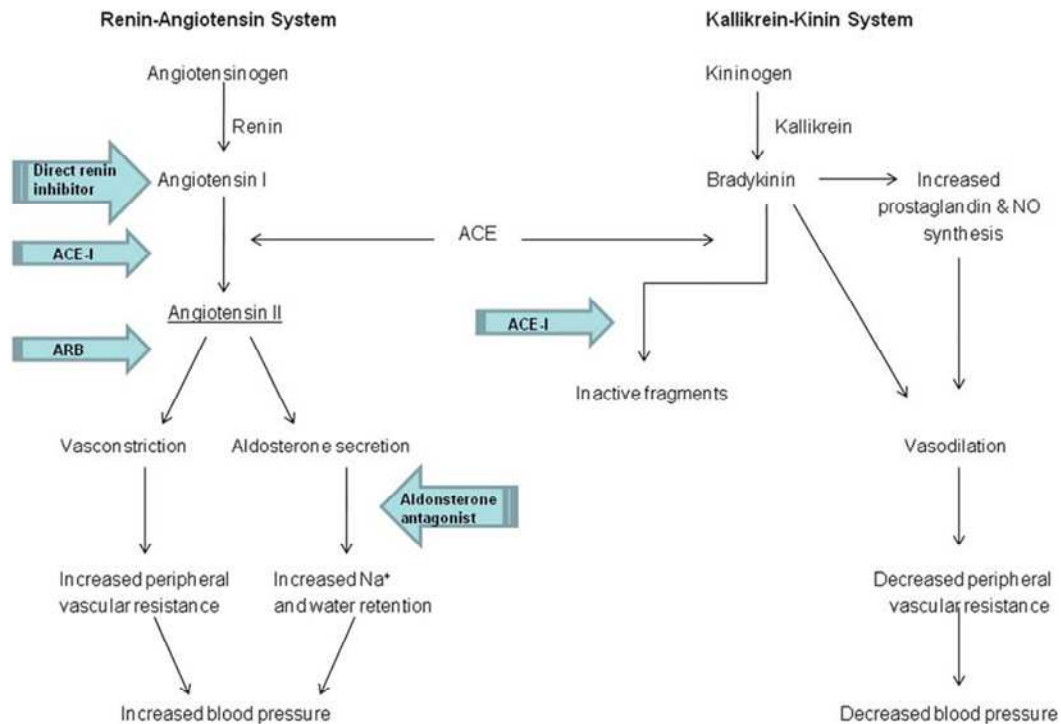 Renin-Angiotensin System
Angiotensinogen
Renin
Direct renin
inhibitor
Angiotensin I
ACE-I
Angiotensin II
ARB
Vasconstriction
Aldosterone secretion
Aldonsterone
antagonist
Increased peripheral
vascular resistance
Increased Na⁺
and water retention
Increased blood pressure
ACE
Kallikrein-Kinin System
Kininogen
Kallikrein
Bradykinin
Increased
prostaglandin & NO
synthesis
ACE-I
Inactive fragments
Vasodilation
Decreased peripheral
vascular resistance
Decreased blood pressure